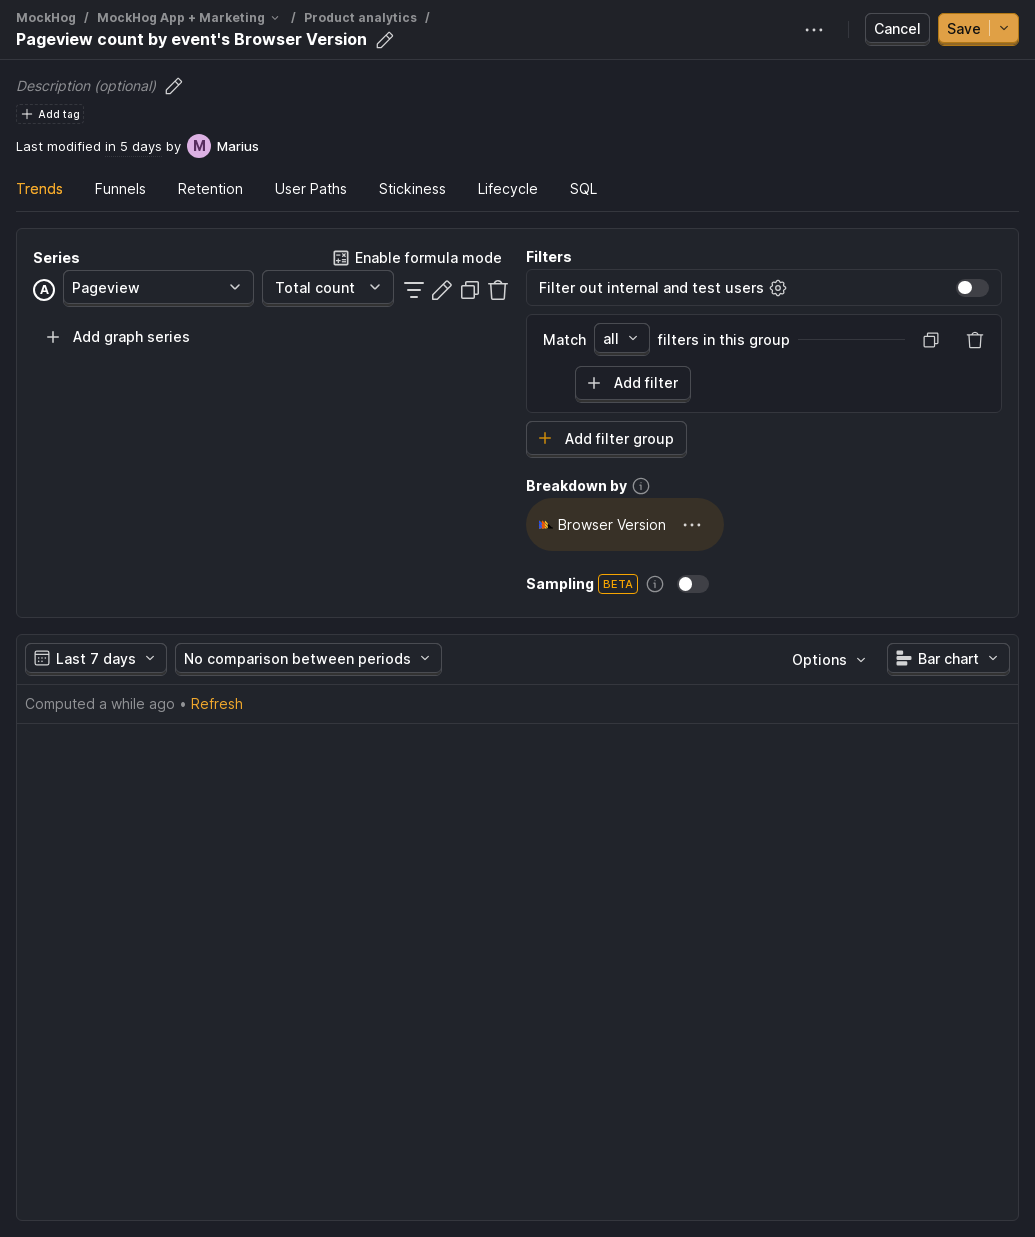 MockHog / MockHog App + Marketing / Product analytics /
Pageview count by event's Browser Version
Cancel
Save
Description (optional)
Add tag
Last modified in 5 days by M Marius
Trends Funnels Retention User Paths Stickiness Lifecycle SQL
Series
Enable formula mode
A Pageview Total count
Add graph series
Filters
Filter out internal and test users
Match all filters in this group
Add filter
Add filter group
Breakdown by
Browser Version
Sampling BETA
Last 7 days No comparison between periods Options Bar chart
Computed a while ago • Refresh